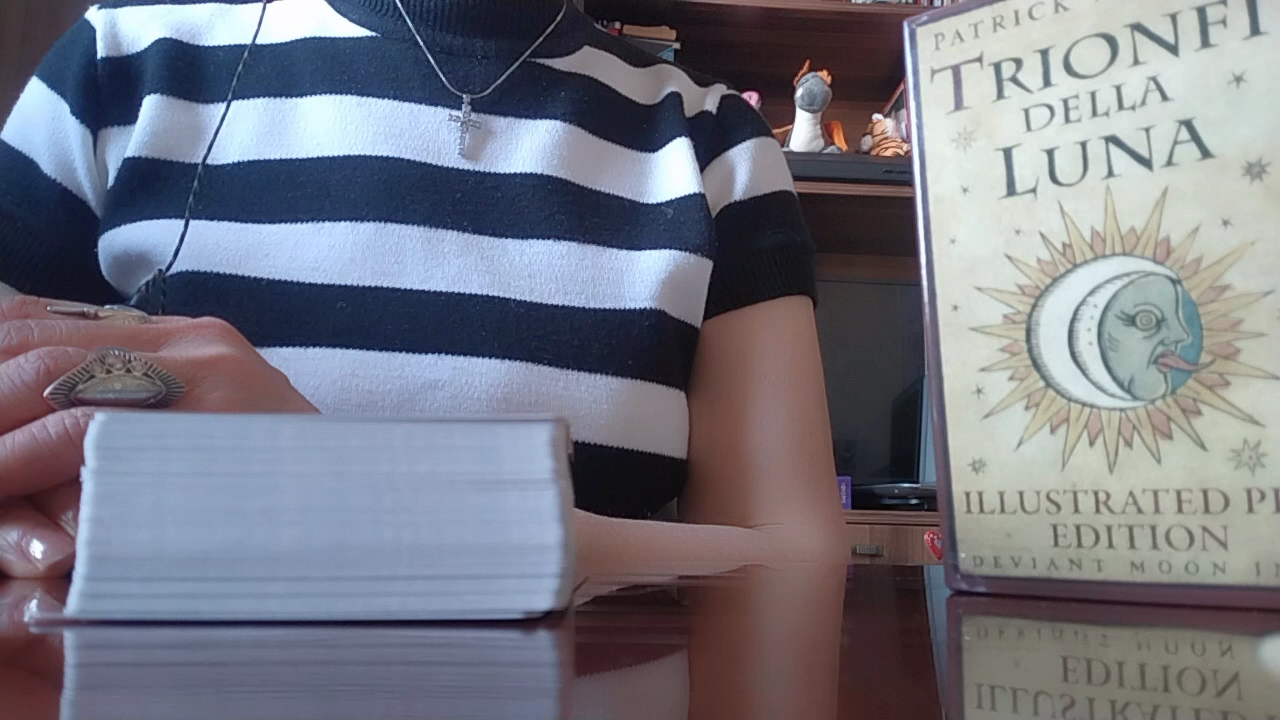 PATRICK
TRIONFI
DELLA
LUNA
ILLUSTRATED
EDITION
DEVIANT MOON